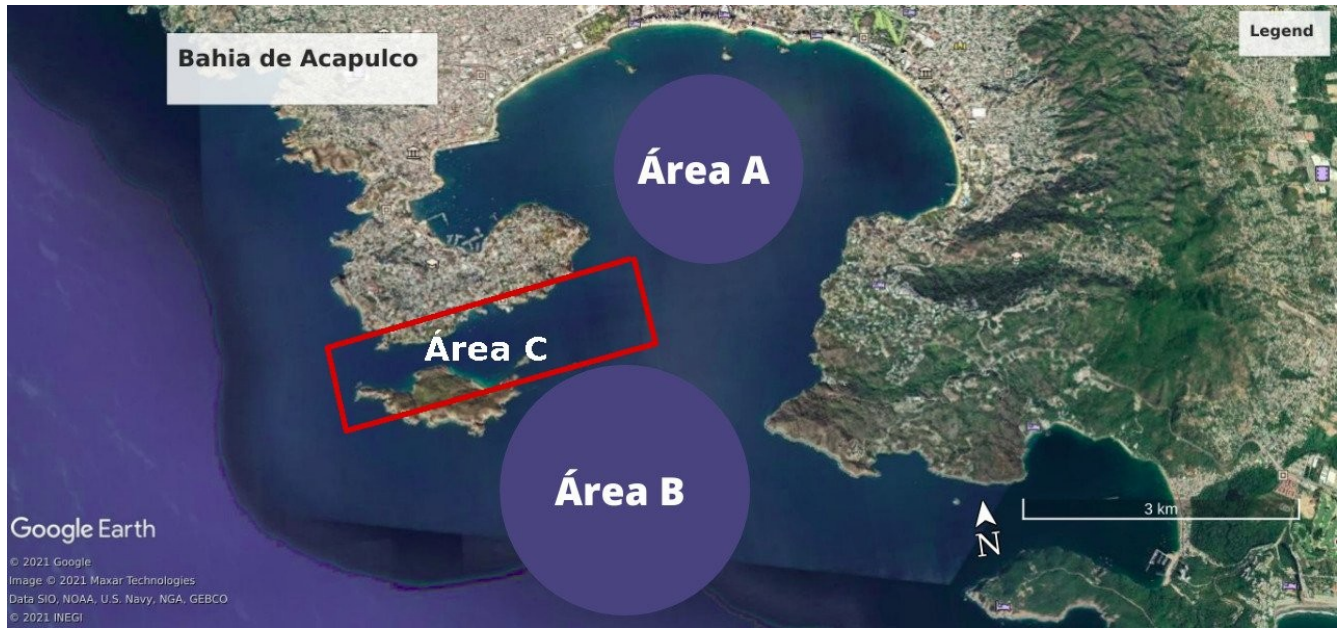 Bahia de Acapulco
Legend
Área A
Área C
Área B
3 km
N
Google Earth
© 2021 Google
Image © 2021 Maxar Technologies
Data SIO, NOAA, U.S. Navy, NGA, GEBCO
© 2021 INEGI